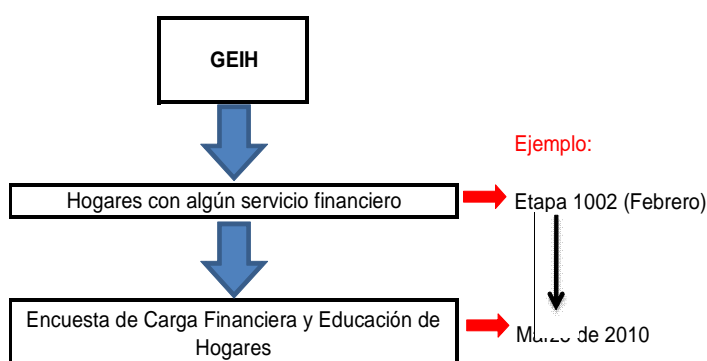 GEIH
Ejemplo:
Hogares con algún servicio financiero
Etapa 1002 (Febrero)
Encuesta de Carga Financiera y Educación de
Hogares
Marzo de 2010